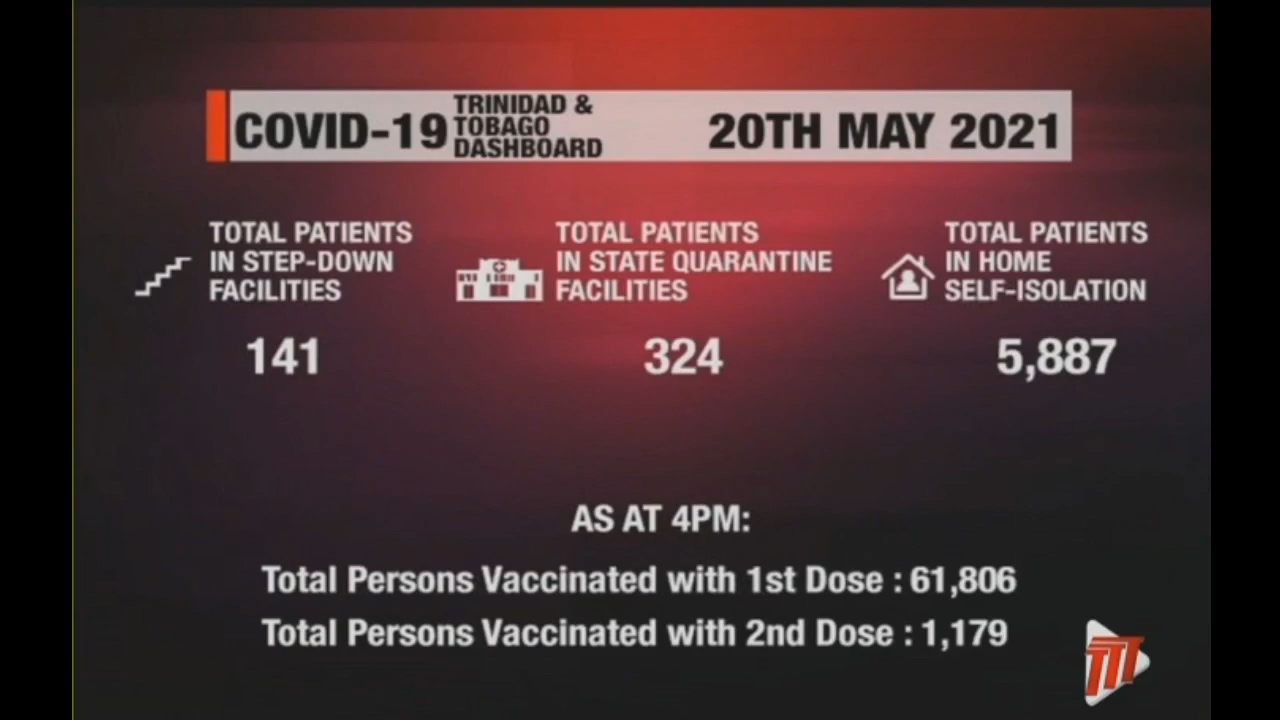 COVID-19
TRINIDAD &
TOBAGO
DASHBOARD
20TH MAY 2021
TOTAL PATIENTS
IN STEP-DOWN
FACILITIES
141
TOTAL PATIENTS
IN STATE QUARANTINE
FACILITIES
324
TOTAL PATIENTS
IN HOME
SELF-ISOLATION
5,887
AS AT 4PM:
Total Persons Vaccinated with 1st Dose : 61,806
Total Persons Vaccinated with 2nd Dose : 1,179
TTT